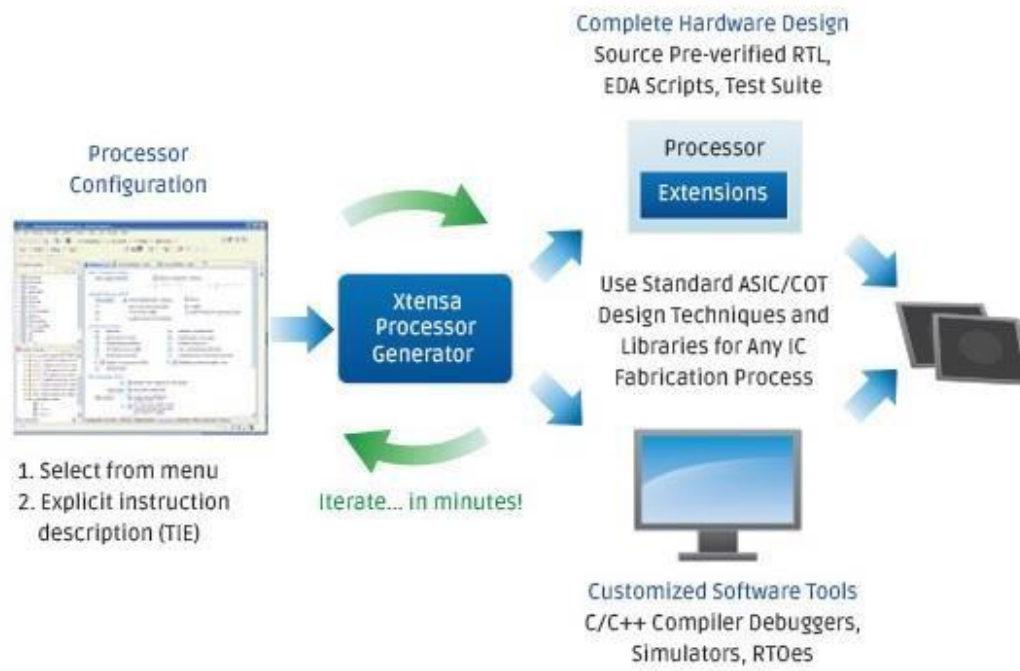 Complete Hardware Design
Source Pre-verified RTL,
EDA Scripts, Test Suite
Processor
Extensions
Processor
Configuration
Xtensa
Processor
Generator
Use Standard ASIC/COT
Design Techniques and
Libraries for Any IC
Fabrication Process
1. Select from menu
2. Explicit instruction
description (TIE)
Iterate... in minutes!
Customized Software Tools
C/C++ Compiler Debuggers,
Simulators, RTOes